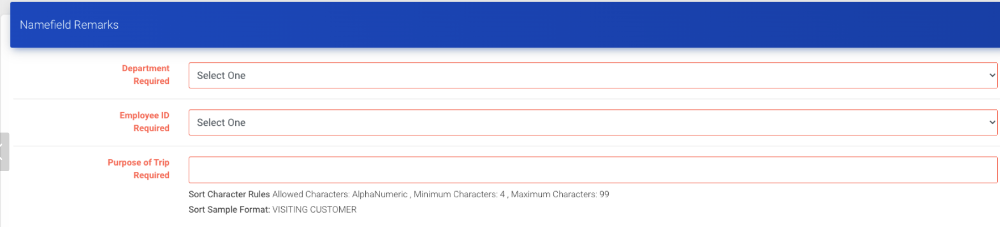 Namefield Remarks
Department
Required
Select One
Employee ID
Required
Select One
Purpose of Trip
Required
Sort Character Rules Allowed Characters: AlphaNumeric , Minimum Characters: 4 , Maximum Characters: 99
Sort Sample Format: VISITING CUSTOMER